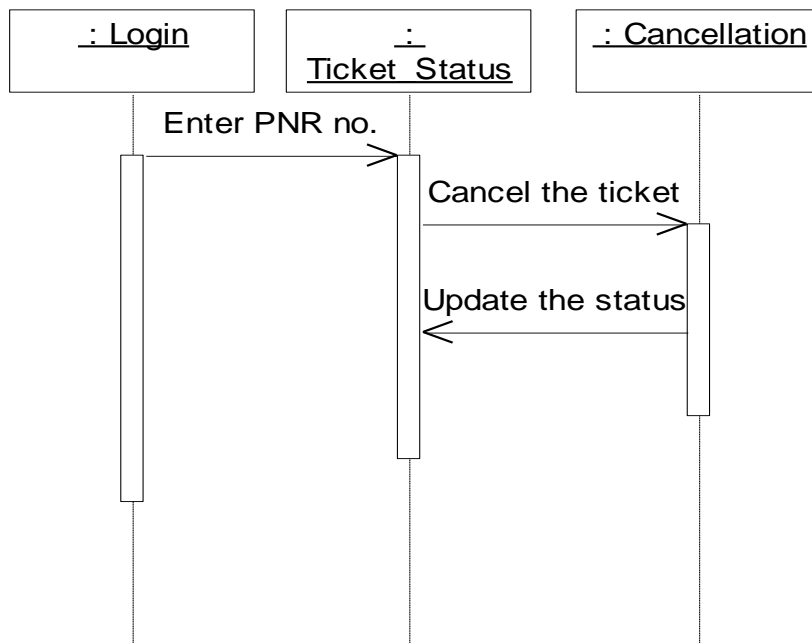 : Login
:
Ticket_Status
: Cancellation
Enter PNR no.
Cancel the ticket
Update the status